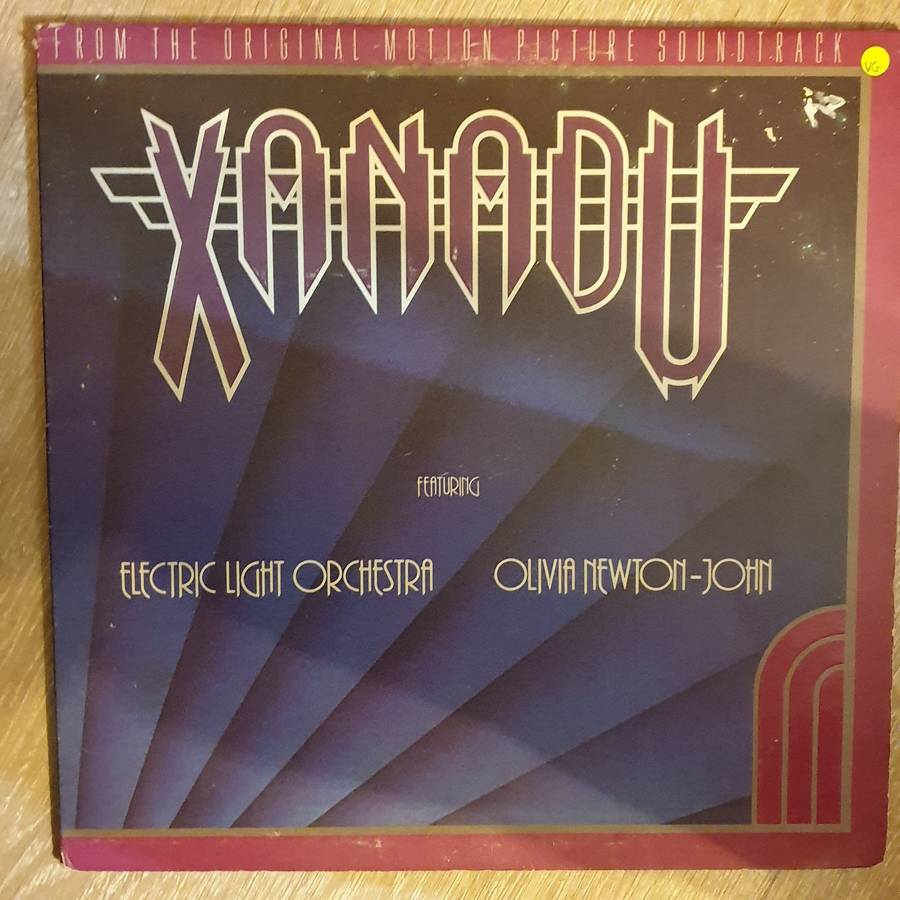 FROM THE ORIGINAL MOTION PICTURE SOUNDTRACK
VG
XANADU
FEATURING
ELECTRIC LIGHT ORCHESTRA OLIVIA NEWTON-JOHN